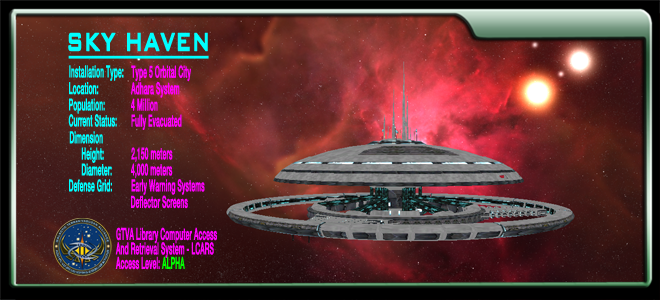 SKY HAVEN
Installation Type: Type 5 Orbital City
Location: Adhara System
Population: 4 Million
Current Status: Fully Evacuated
Dimension
Height: 2,150 meters
Diameter: 4,000 meters
Defense Grid: Early Warning Systems
Deflector Screens
GTVA Library Computer Access
And Retrieval System - LCARS
Access Level: ALPHA